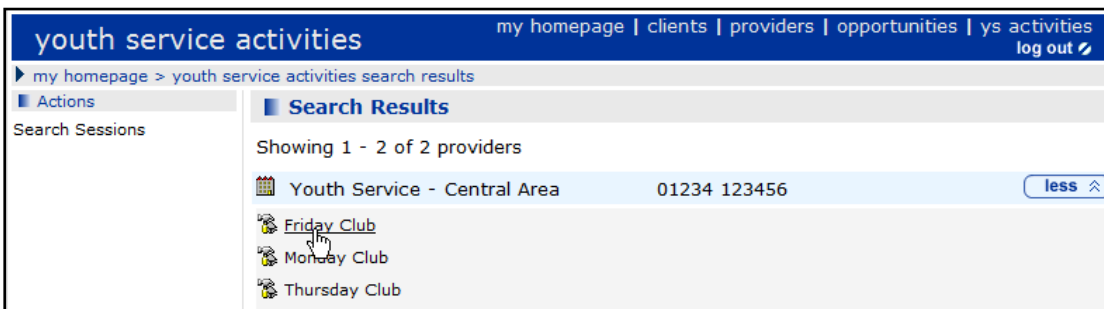 youth service activities
my homepage | clients | providers | opportunities | ys activities
log out
my homepage > youth service activities search results
Actions
Search Sessions
Search Results
Showing 1 - 2 of 2 providers
Youth Service - Central Area 01234 123456 less
Friday Club
Monday Club
Thursday Club